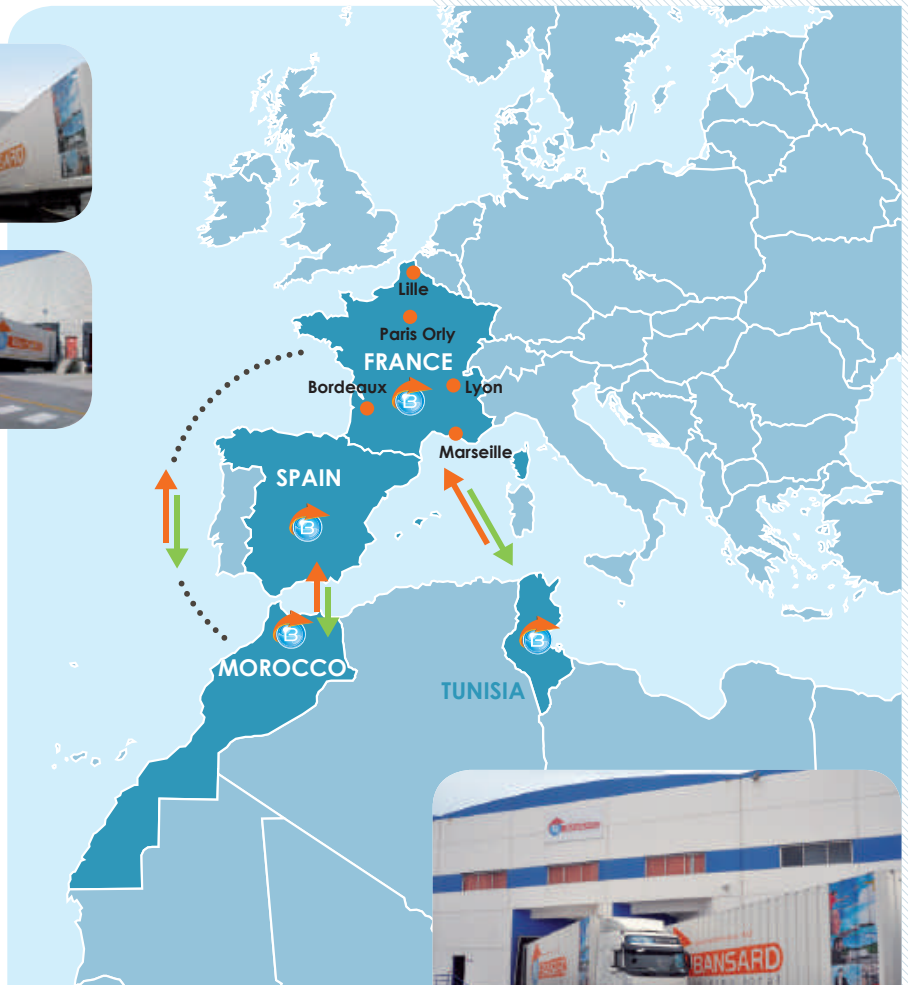 Lille
Paris Orly
FRANCE
Bordeaux
Lyon
Marseille
SPAIN
MOROCCO
TUNISIA
BANSARD